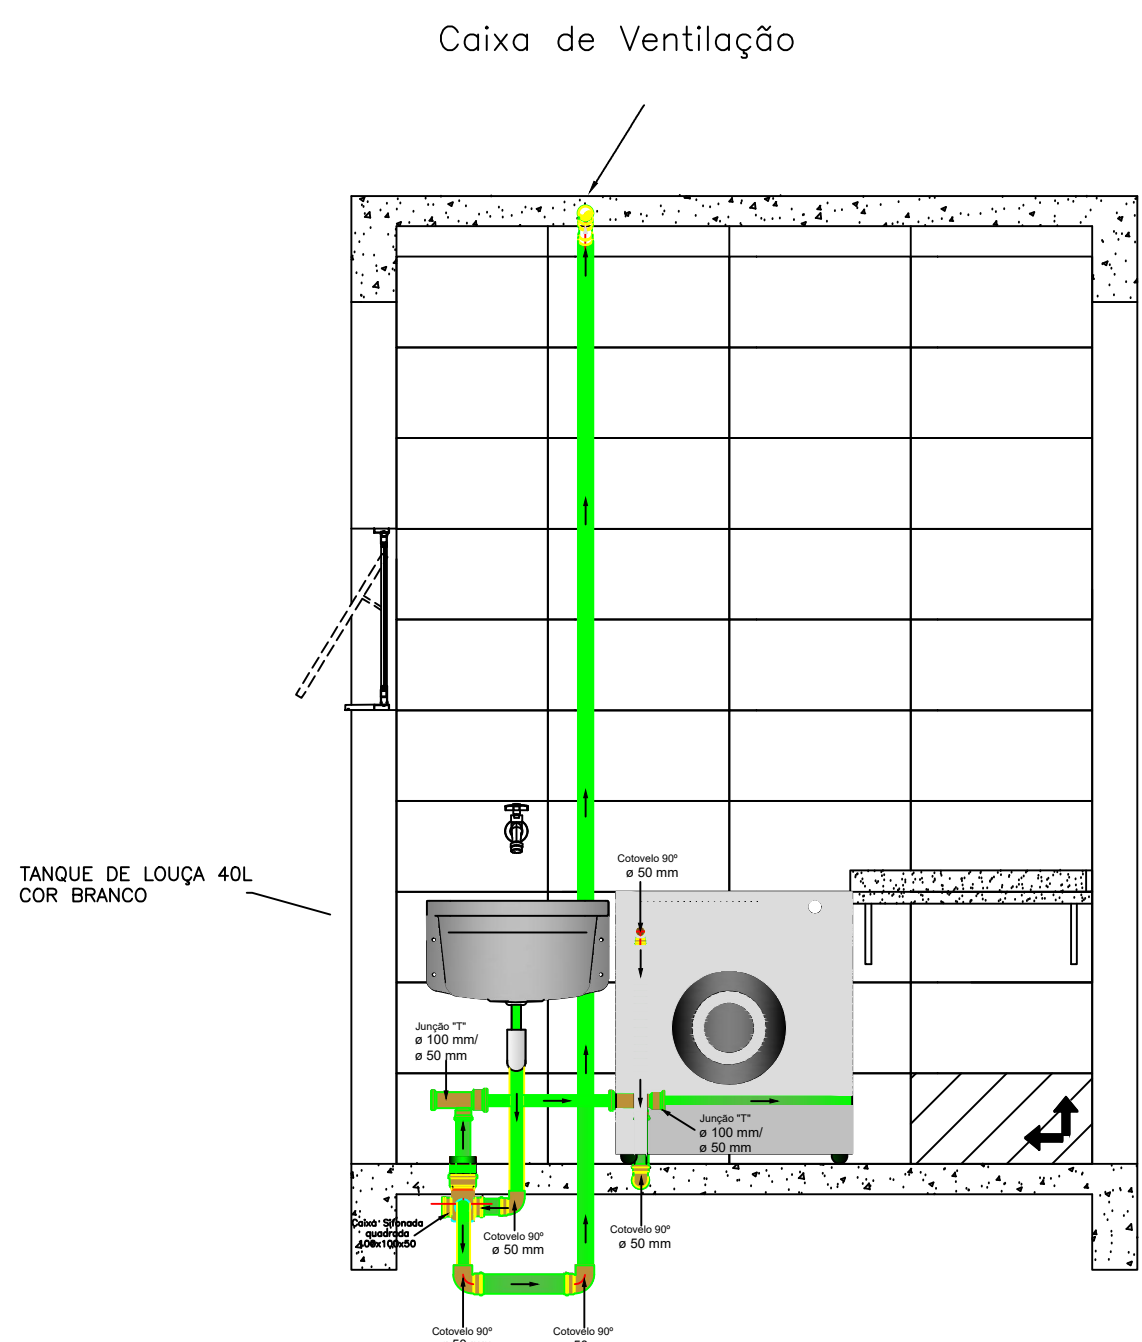 Caixa de Ventilação
TANQUE DE LOUÇA 40L
COR BRANCO
Cotovelo 90º
ø 50 mm
Junção "T"
ø 100 mm/
ø 50 mm
Junção "T"
ø 100 mm/
ø 50 mm
Caixa Sifonada
quadrada
100x100x50
Cotovelo 90º
ø 50 mm
Cotovelo 90º
ø 50 mm
Cotovelo 90º
Cotovelo 90º